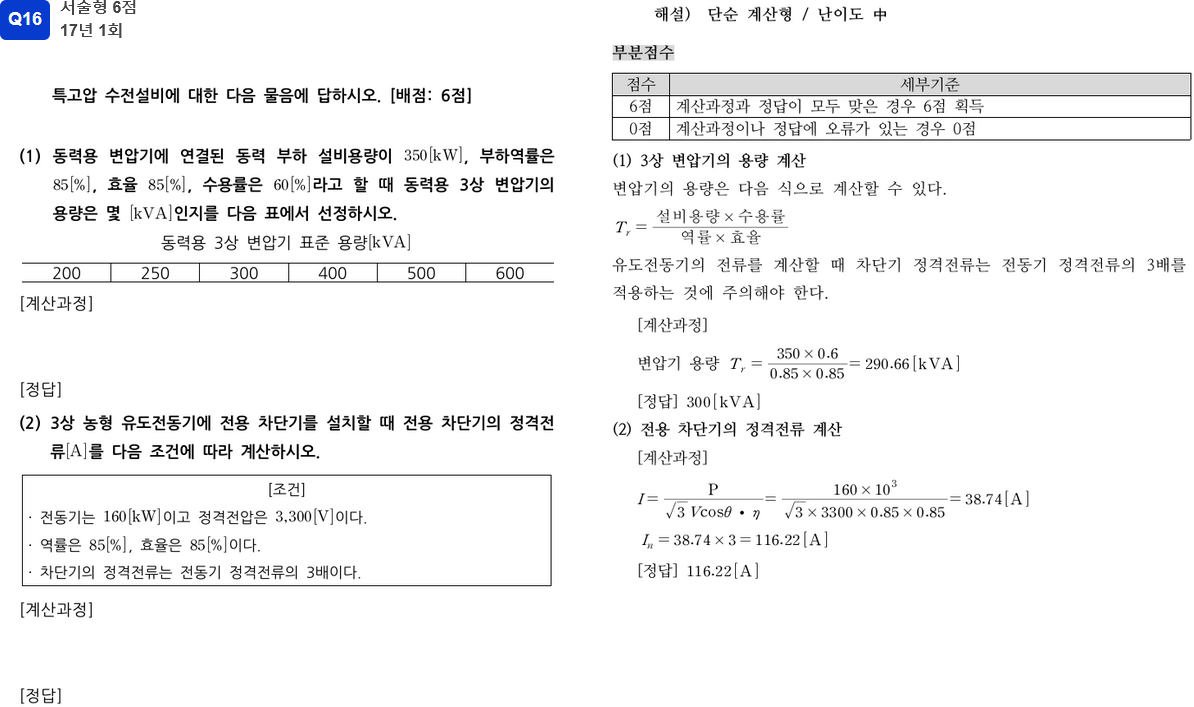 Q16
서술형 6점
17년 1회
특고압 수전설비에 대한 다음 물음에 답하시오. [배점: 6점]
(1) 동력용 변압기에 연결된 동력 부하 설비용량이 350[kW], 부하역률은
85[%], 효율 85[%], 수용률은 60[%]라고 할 때 동력용 3상 변압기의
용량은 몇 [kVA]인지를 다음 표에서 선정하시오.
동력용 3상 변압기 표준 용량[kVA]
200 250 300 400 500 600
[계산과정]
[정답]
(2) 3상 농형 유도전동기에 전용 차단기를 설치할 때 전용 차단기의 정격전
류[A]를 다음 조건에 따라 계산하시오.
[조건]
· 전동기는 160[kW]이고 정격전압은 3,300[V]이다.
· 역률은 85[%], 효율은 85[%]이다.
· 차단기의 정격전류는 전동기 정격전류의 3배이다.
[계산과정]
[정답]
해설) 단순 계산형 / 난이도 中
부분점수
점수 세부기준
6점 계산과정과 정답이 모두 맞은 경우 6점 획득
0점 계산과정이나 정답에 오류가 있는 경우 0점
(1) 3상 변압기의 용량 계산
변압기의 용량은 다음 식으로 계산할 수 있다.
T_r = 설비용량 × 수용률 / 역률 × 효율
유도전동기의 전류를 계산할 때 차단기 정격전류는 전동기 정격전류의 3배를
적용하는 것에 주의해야 한다.
[계산과정]
변압기 용량 T_r = 350 × 0.6 / 0.85 × 0.85 = 290.66[kVA]
[정답] 300[kVA]
(2) 전용 차단기의 정격전류 계산
[계산과정]
I = P / √3 Vcosθ • η = 160 × 10³ / √3 × 3300 × 0.85 × 0.85 = 38.74[A]
I_n = 38.74 × 3 = 116.22[A]
[정답] 116.22[A]